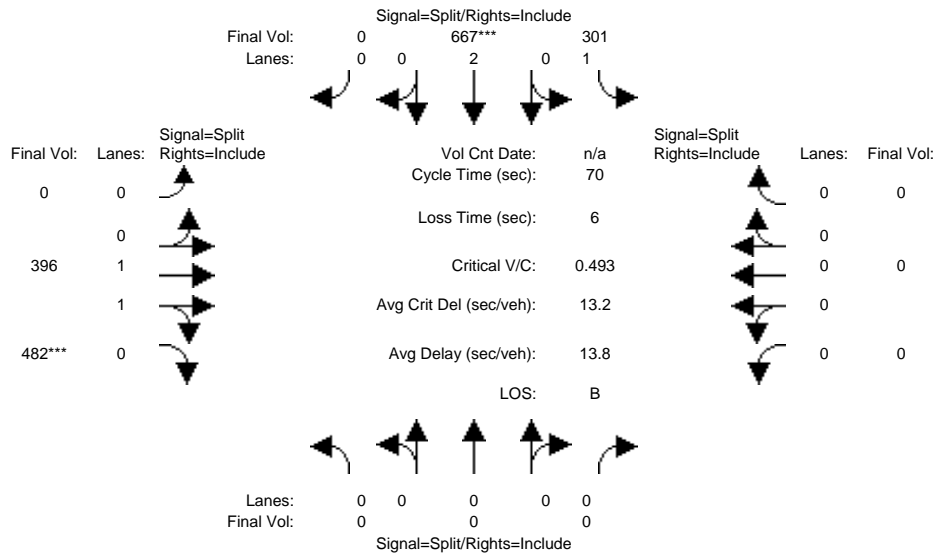 Signal=Split/Rights=Include
Final Vol: 0 667*** 301
Lanes: 0 0 2 0 1
Signal=Split Signal=Split
Final Vol: Lanes: Rights=Include Vol Cnt Date: n/a Rights=Include Lanes: Final Vol:
Cycle Time (sec): 70
0 0 0 0
Loss Time (sec): 6
0 0
396 1 Critical V/C: 0.493 0 0
1 Avg Crit Del (sec/veh): 13.2 0
482*** 0 Avg Delay (sec/veh): 13.8 0 0
LOS: B
Lanes: 0 0 0 0 0
Final Vol: 0 0 0
Signal=Split/Rights=Include